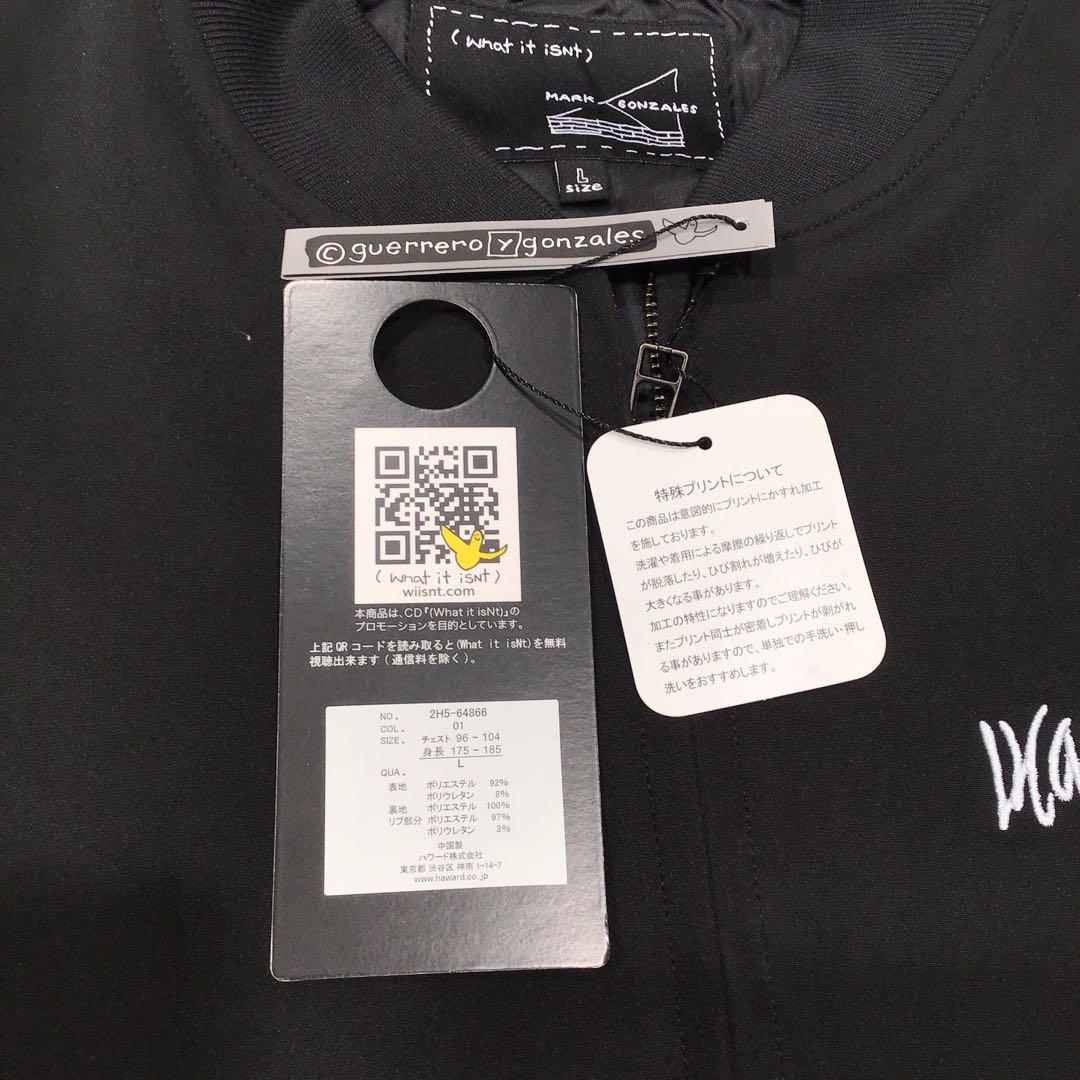 (What it iSNt)
MARK GONZALES
L
size
©guerrero y gonzales
(What it iSNt)
wiisnt.com
本商品は、CD「(What it isNt)」の
プロモーションを目的としています。
上記QRコードを読み取ると(What it isNt)を無料
視聴出来ます(通信料を除く)。
NO. 2H5-64866
COL. 01
SIZE. チェスト 96~104
身長 175~185
L
QUA.
表地 ポリエステル 92%
ポリウレタン 8%
裏地 ポリエステル 100%
リブ部分 ポリエステル 97%
ポリウレタン 3%
中国製
ハワード株式会社
東京都 渋谷区 神南 1-14-7
www.haward.co.jp
特殊プリントについて
この商品は意図的にプリントにかすれ加工
を施しております。
洗濯や着用による摩擦の繰り返しでプリント
が脱落したり、ひび割れが増えたり、ひびが
大きくなる事があります。
加工の特性になりますのでご理解ください。
またプリント同士が密着しプリントが剥がれ
る事がありますので、単独での手洗い・押し
洗いをおすすめします。